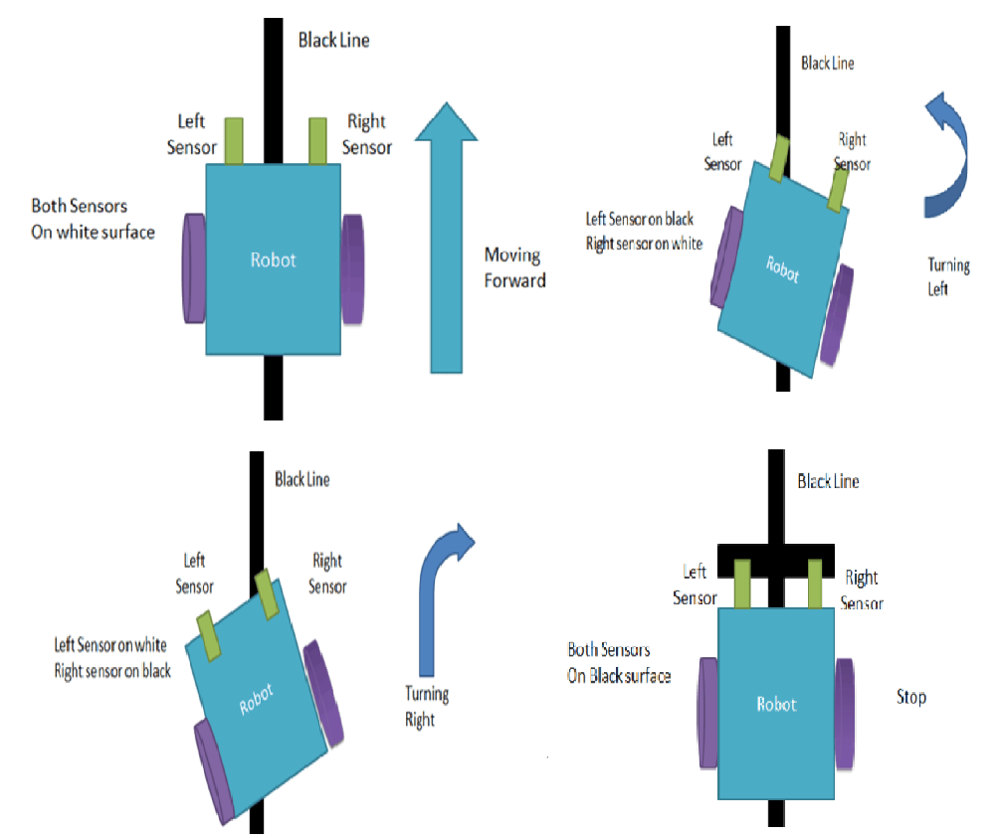 Black Line
Left
Sensor
Right
Sensor
Both Sensors
On white surface
Robot
Moving
Forward
Black Line
Left
Sensor
Right
Sensor
Left Sensor on black
Right sensor on white
Robot
Turning
Left
Black Line
Left
Sensor
Right
Sensor
Left Sensor on white
Right sensor on black
Robot
Turning
Right
Black Line
Left
Sensor
Right
Sensor
Both Sensors
On Black surface
Robot
Stop